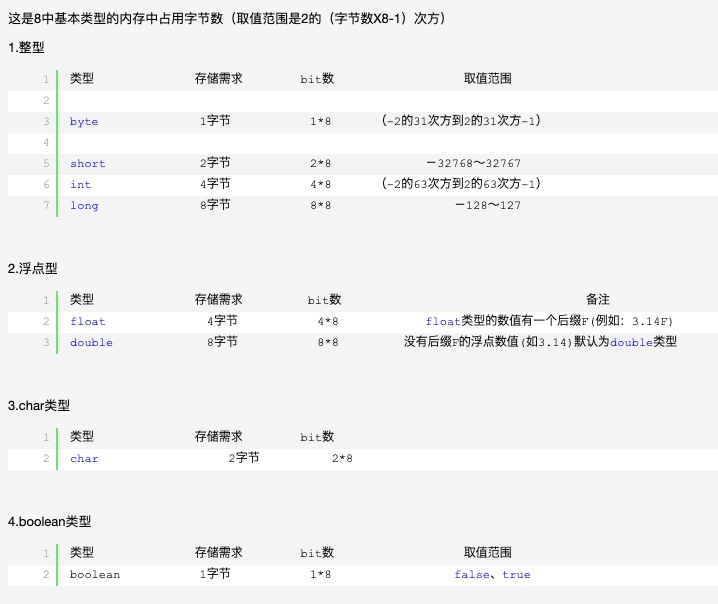 这是8中基本类型的内存中占用字节数（取值范围是2的（字节数X8-1）次方）
1.整型
1 类型 存储需求 bit数 取值范围
2
3 byte 1字节 1*8 （-2的31次方到2的31次方-1）
4
5 short 2字节 2*8 －32768～32767
6 int 4字节 4*8 （-2的63次方到2的63次方-1）
7 long 8字节 8*8 －128～127
2.浮点型
1 类型 存储需求 bit数 备注
2 float 4字节 4*8 float类型的数值有一个后缀F(例如：3.14F)
3 double 8字节 8*8 没有后缀F的浮点数值(如3.14)默认为double类型
3.char类型
1 类型 存储需求 bit数
2 char 2字节 2*8
4.boolean类型
1 类型 存储需求 bit数 取值范围
2 boolean 1字节 1*8 false、true